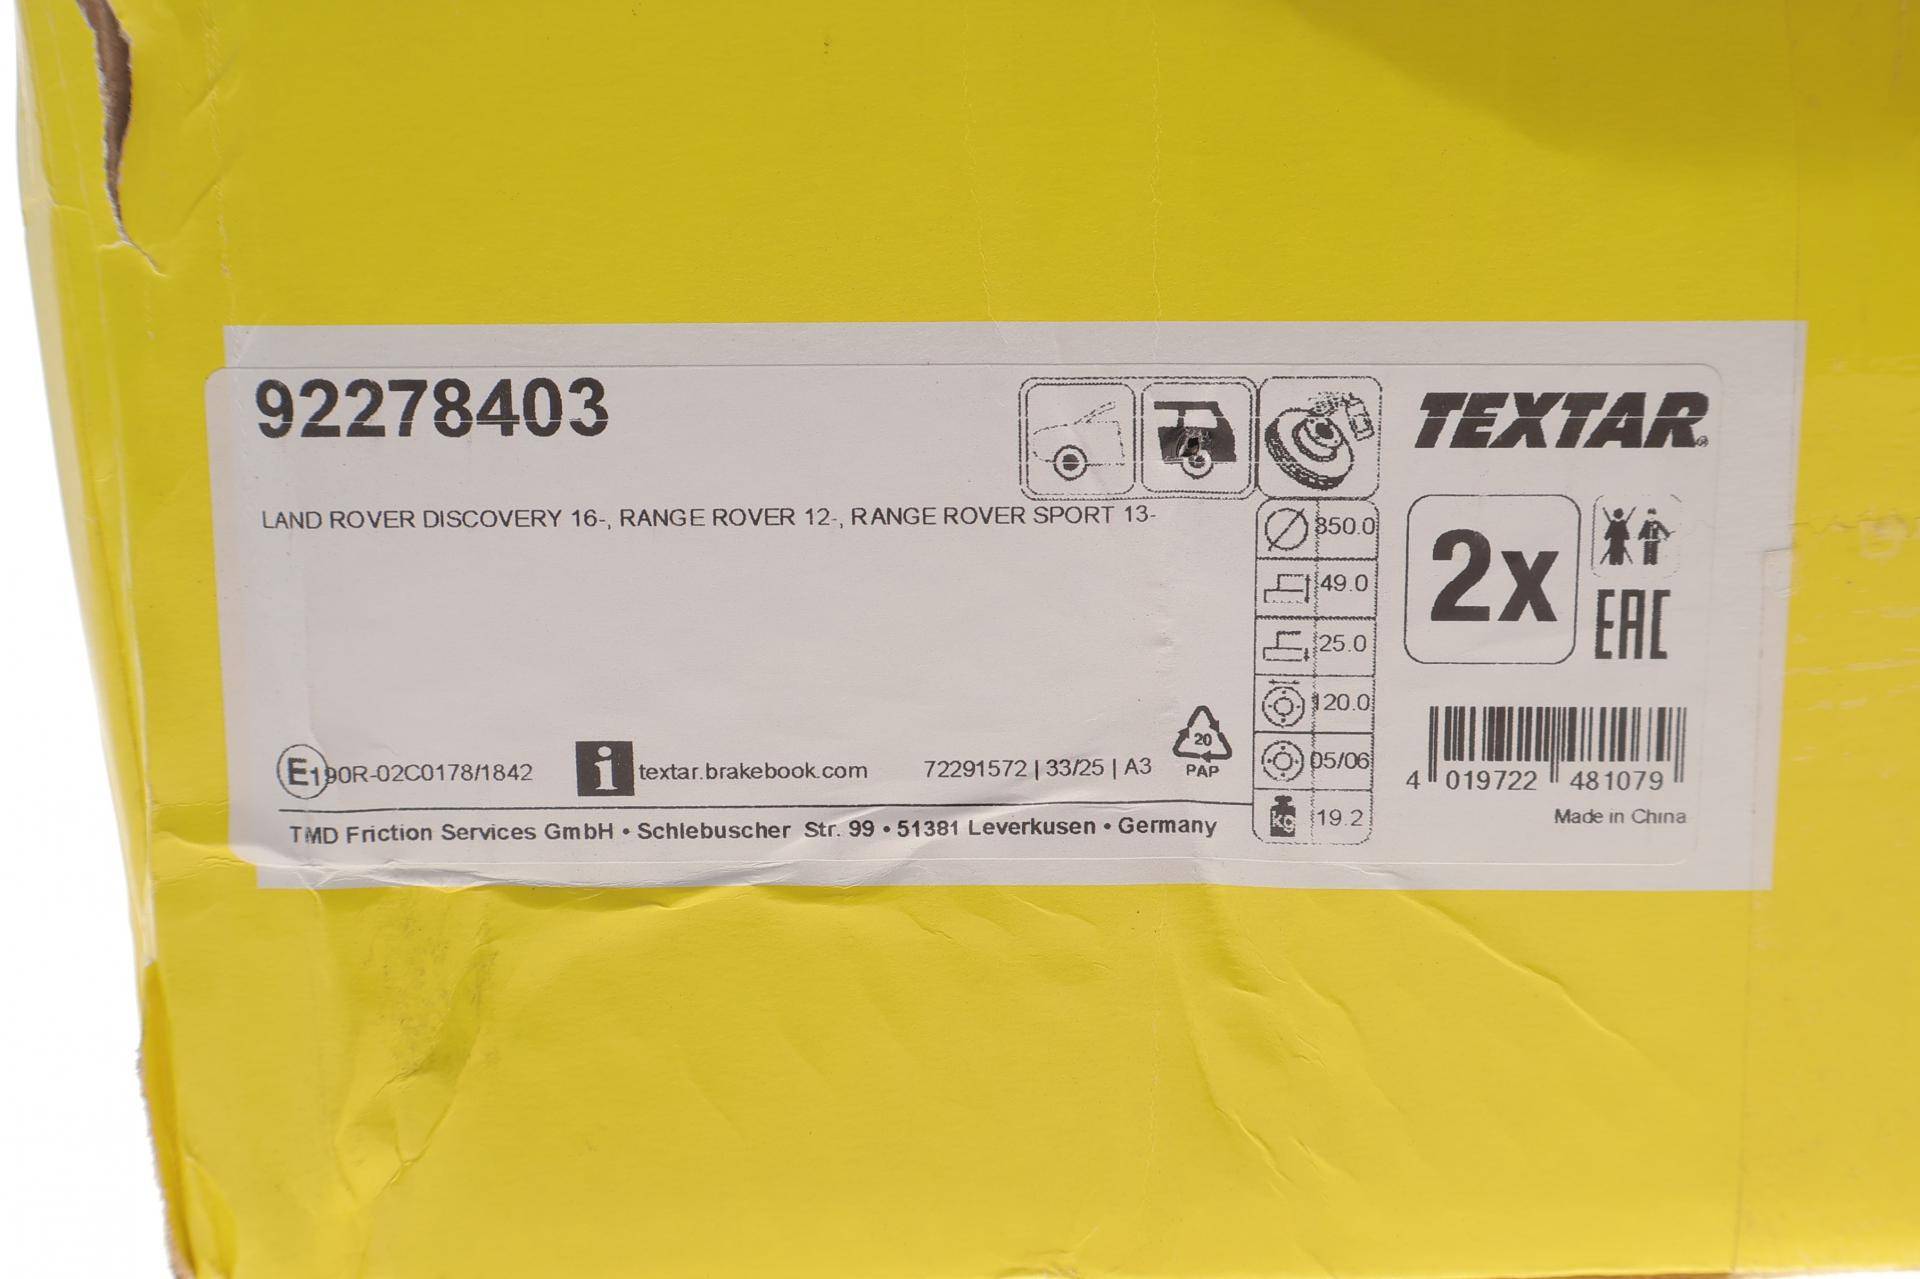 92278403
TEXTAR®
LAND ROVER DISCOVERY 16-, RANGE ROVER 12-, RANGE ROVER SPORT 13-
350.0
49.0
25.0
120.0
05/06
kg 19.2
2x
EAC
E1 90R-02C0178/1842
i textar.brakebook.com
72291572 | 33/25 | A3
20
PAP
4 019722 481079
Made in China
TMD Friction Services GmbH • Schlebuscher Str. 99 • 51381 Leverkusen • Germany